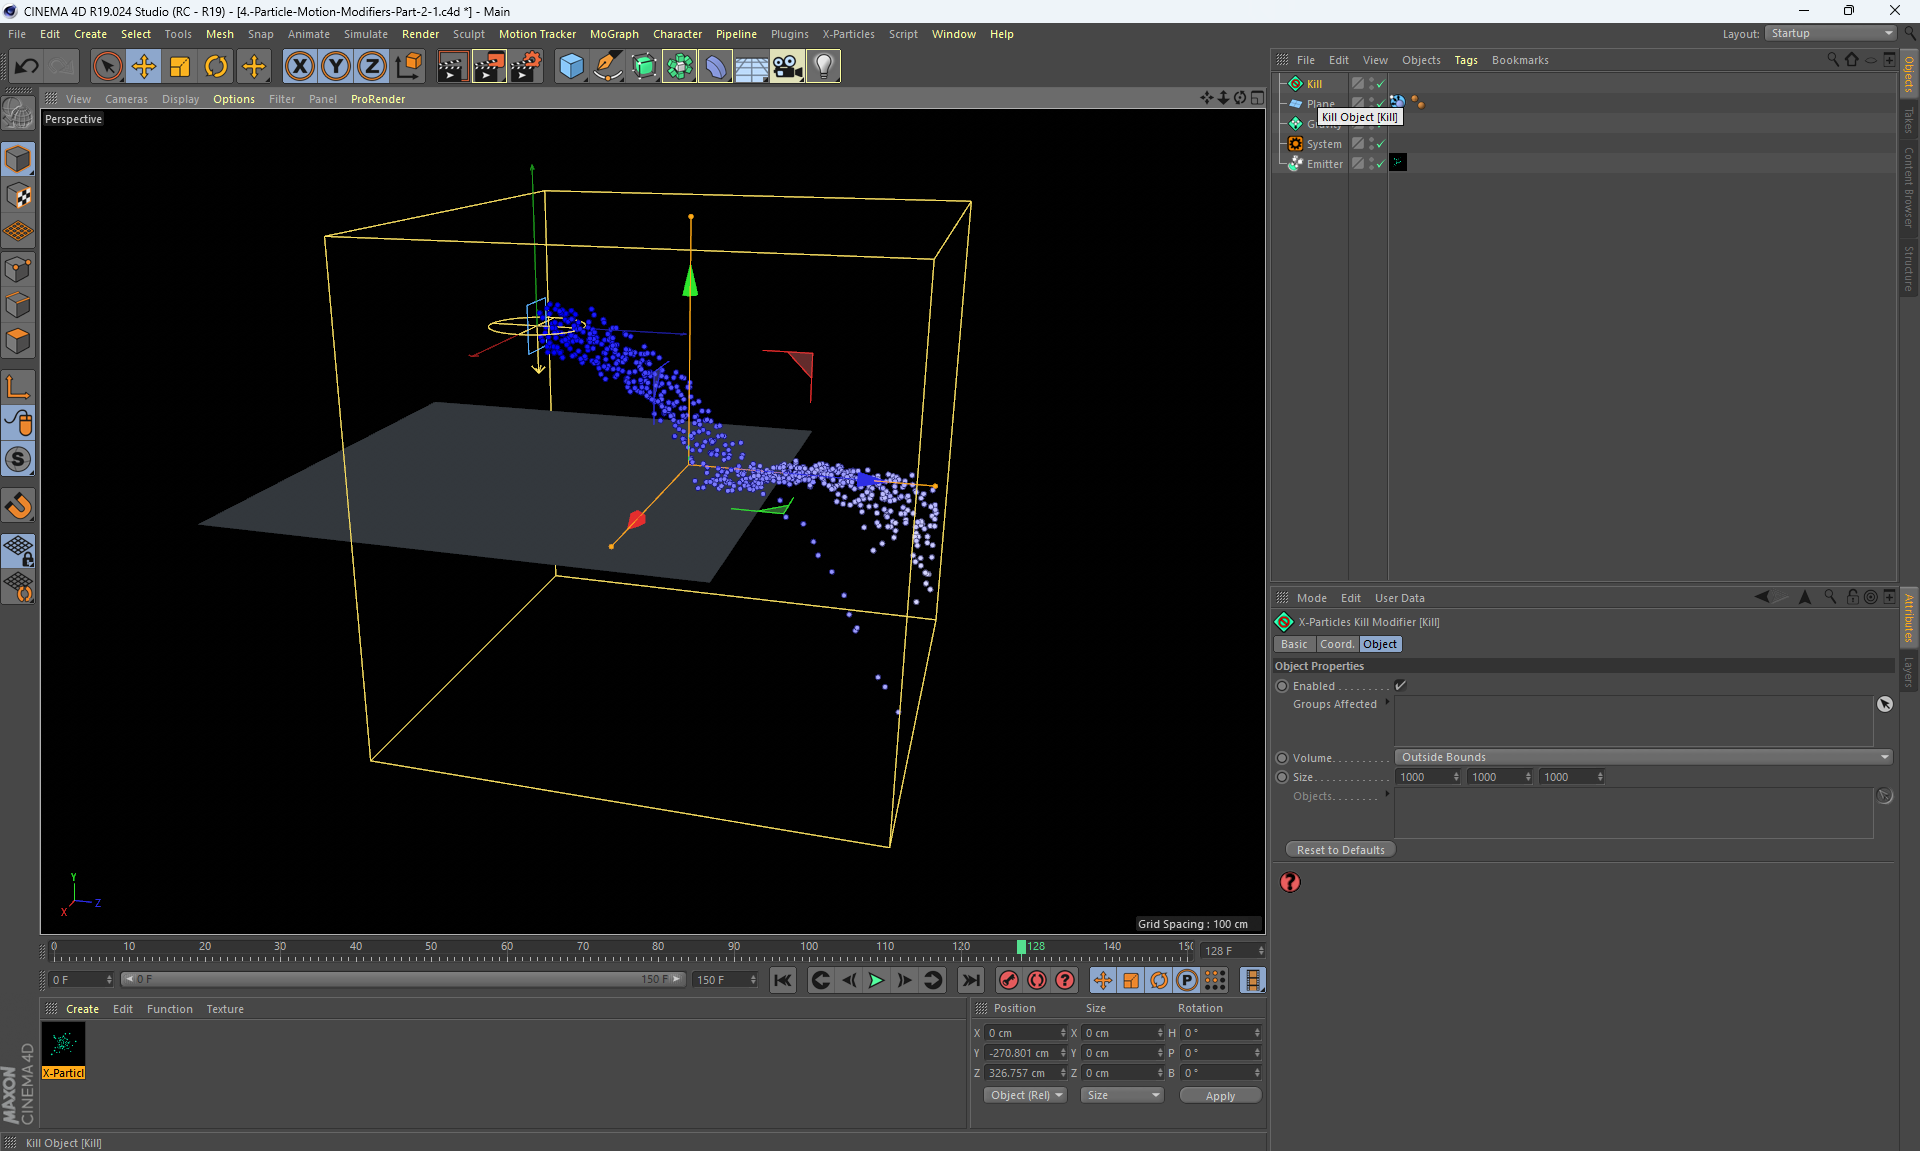 CINEMA 4D R19.024 Studio (RC - R19) - [4.-Particle-Motion-Modifiers-Part-2-1.c4d *] - Main
File Edit Create Select Tools Mesh Snap Animate Simulate Render Sculpt Motion Tracker MoGraph Character Pipeline Plugins X-Particles Script Window Help
Layout: Startup
View Cameras Display Options Filter Panel ProRender
Perspective
File Edit View Objects Tags Bookmarks
Kill
Plane
Kill Object [Kill]
System
Emitter
Objects
Takes
Content Browser
Structure
Y
X
Z
Grid Spacing : 100 cm
Mode Edit User Data
X-Particles Kill Modifier [Kill]
Basic Coord. Object
Object Properties
Enabled
Groups Affected
Volume Outside Bounds
Size 1000 1000 1000
Objects
Reset to Defaults
Attributes
Layers
0 10 20 30 40 50 60 70 80 90 100 110 120 128 140 150
128 F
0 F 0 F 150 F 150 F
Create Edit Function Texture
X-Particl
Position Size Rotation
X 0 cm X 0 cm H 0 °
Y -270.801 cm Y 0 cm P 0 °
Z 326.757 cm Z 0 cm B 0 °
Object (Rel) Size Apply
MAXON
CINEMA 4D
Kill Object [Kill]